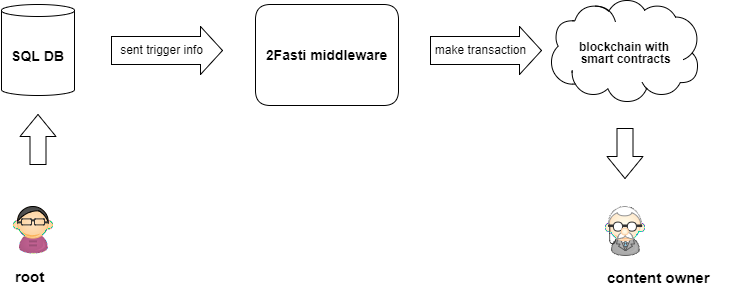 SQL DB
sent trigger info
2Fasti middleware
make transaction
blockchain with
smart contracts
root
content owner